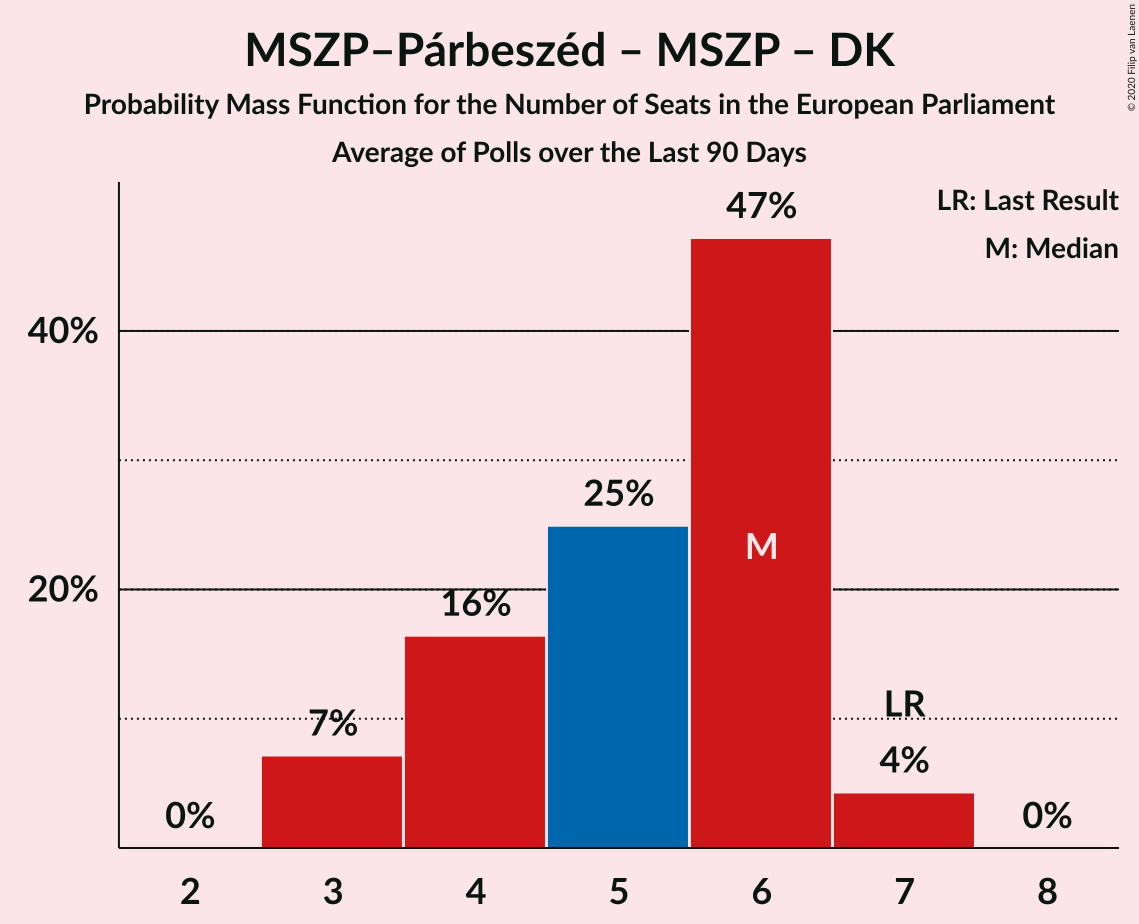 MSZP–Párbeszéd – MSZP – DK
Probability Mass Function for the Number of Seats in the European Parliament
Average of Polls over the Last 90 Days
© 2020 Filip van Laenen
LR: Last Result
M: Median
47%
40%
25%
M
20%
16%
LR
7%
4%
0%
0%
2 3 4 5 6 7 8